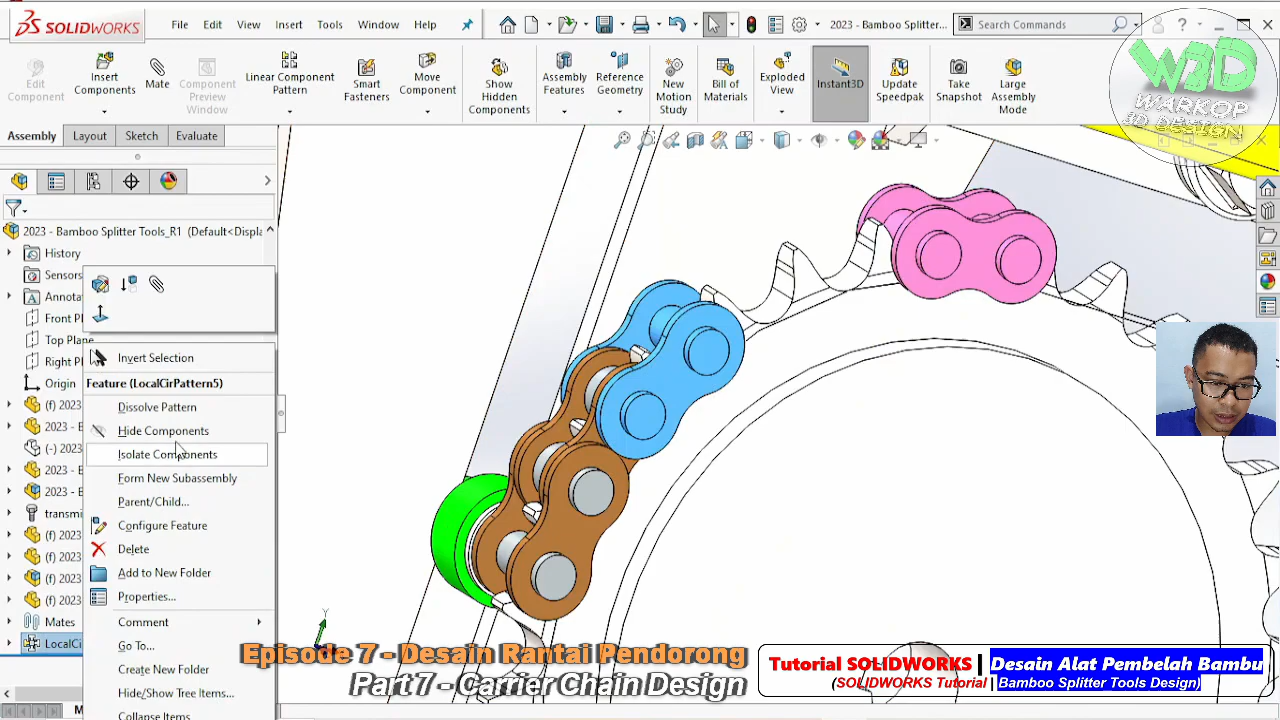 SOLIDWORKS
File Edit View Insert Tools Window Help
2023 - Bamboo Splitter...
Search Commands
Edit Component
Insert Components
Mate
Component Preview Window
Linear Component Pattern
Smart Fasteners
Move Component
Show Hidden Components
Assembly Features
Reference Geometry
New Motion Study
Bill of Materials
Exploded View
Instant3D
Update Speedpak
Take Snapshot
Large Assembly Mode
W3D
WARKOP
3D DESIGN
Assembly Layout Sketch Evaluate
2023 - Bamboo Splitter Tools_R1 (Default<Displa
History
Sensors
Annota
Front Pl
Top Plane
Right Pl
Origin
(f) 2023
2023 - B
(-) 2023
2023 - B
2023 - B
transmi
(f) 2023
(f) 2023
(f) 2023
(f) 2023
Mates
LocalCi
Invert Selection
Feature (LocalCirPattern5)
Dissolve Pattern
Hide Components
Isolate Components
Form New Subassembly
Parent/Child...
Configure Feature
Delete
Add to New Folder
Properties...
Comment
Go To...
Create New Folder
Hide/Show Tree Items...
Collapse Items
Y
Episode 7 - Desain Rantai Pendorong
Part 7 - Carrier Chain Design
Tutorial SOLIDWORKS | Desain Alat Pembelah Bambu
(SOLIDWORKS Tutorial | Bamboo Splitter Tools Design)